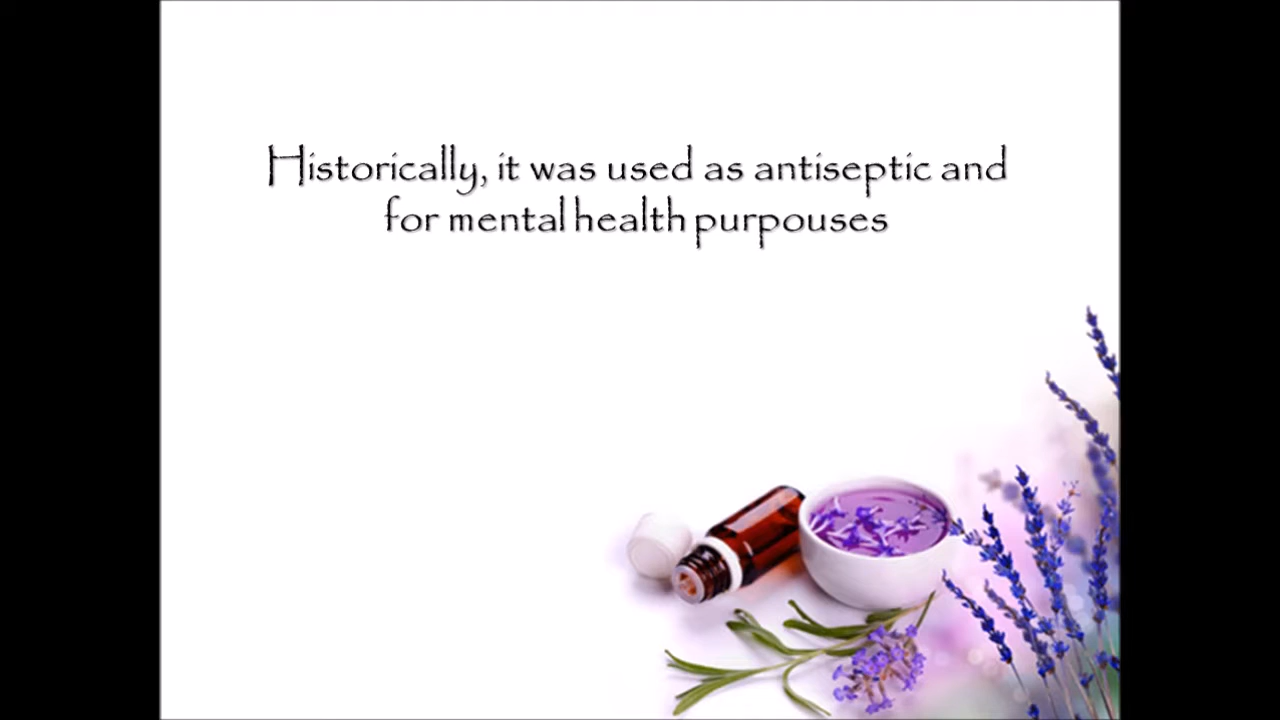 Historically, it was used as antiseptic and
for mental health purpouses